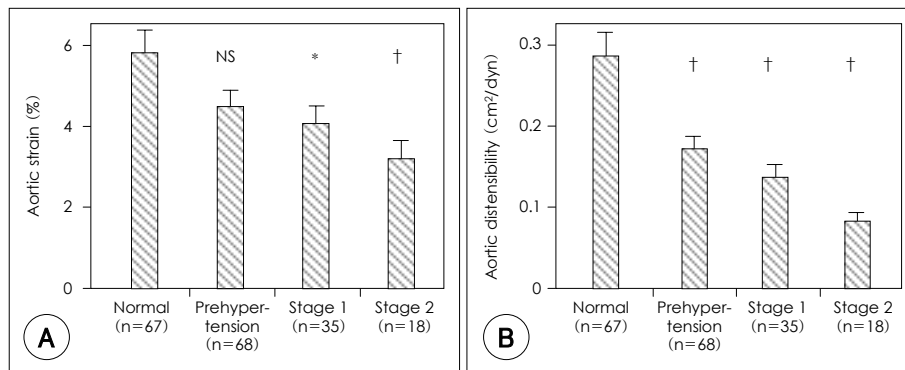 Aortic strain (%)
6
4
2
0
NS
*
†
Normal
(n=67)
Prehyper-
tension
(n=68)
Stage 1
(n=35)
Stage 2
(n=18)
A
Aortic distensibility (cm²/dyn)
0.3
0.2
0.1
0
†
†
†
Normal
(n=67)
Prehyper-
tension
(n=68)
Stage 1
(n=35)
Stage 2
(n=18)
B